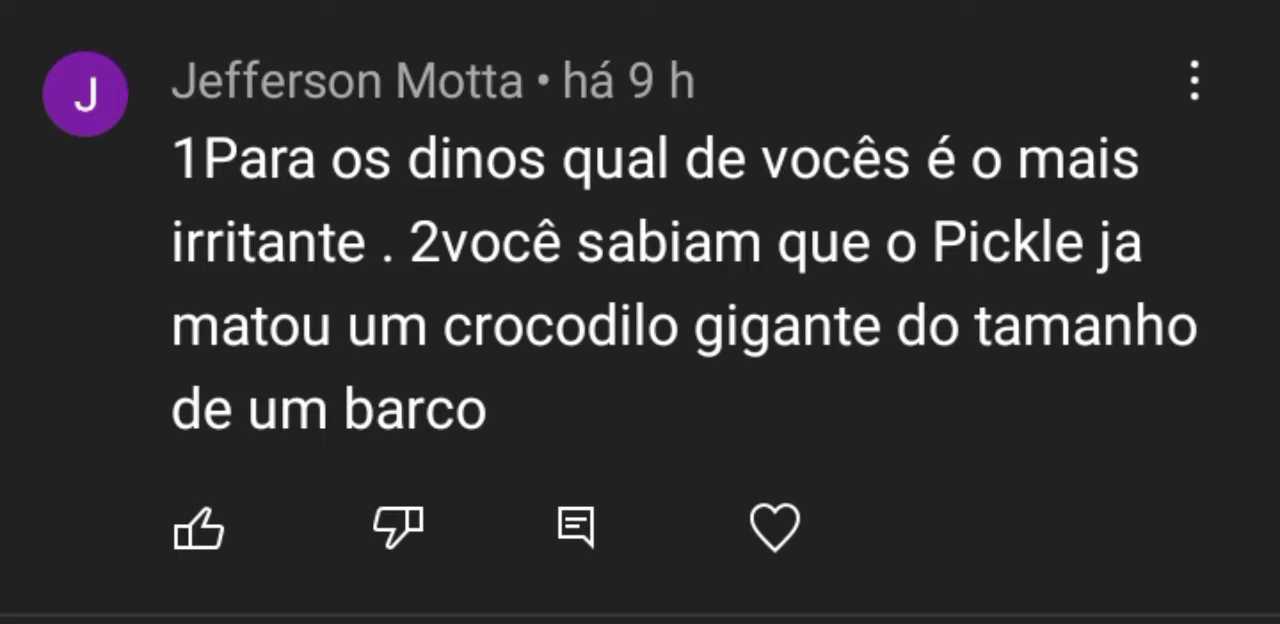 J
Jefferson Motta • há 9 h
1Para os dinos qual de vocês é o mais
irritante . 2você sabiam que o Pickle ja
matou um crocodilo gigante do tamanho
de um barco